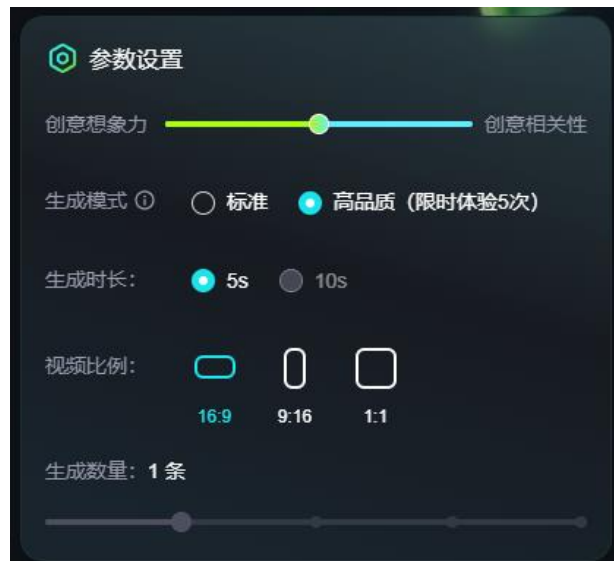 参数设置
创意想象力 创意相关性
生成模式 标准 高品质（限时体验5次）
生成时长： 5s 10s
视频比例：
16:9 9:16 1:1
生成数量：1 条